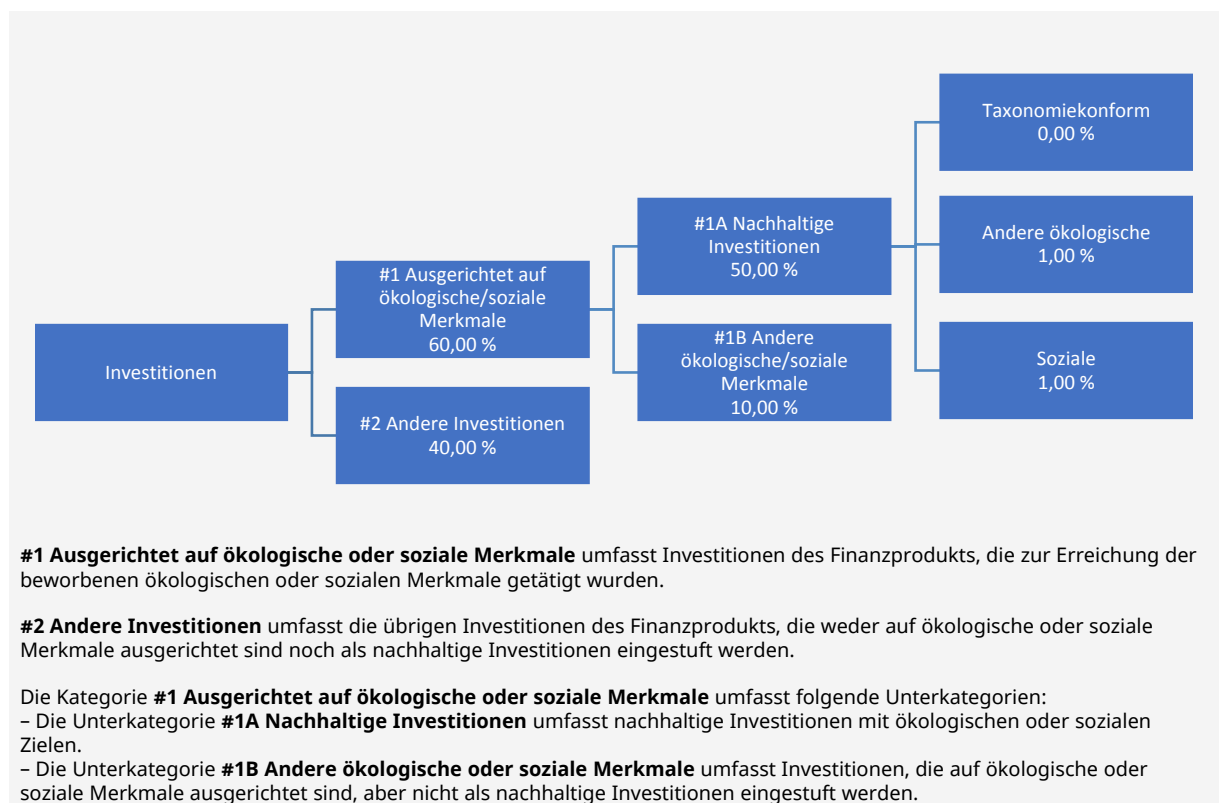 Taxonomiekonform
0,00 %
#1A Nachhaltige
Investitionen
50,00 %
Andere ökologische
1,00 %
#1 Ausgerichtet auf
ökologische/soziale
Merkmale
60,00 %
Investitionen
#1B Andere
ökologische/soziale
Merkmale
10,00 %
Soziale
1,00 %
#2 Andere Investitionen
40,00 %
#1 Ausgerichtet auf ökologische oder soziale Merkmale umfasst Investitionen des Finanzprodukts, die zur Erreichung der
beworbenen ökologischen oder sozialen Merkmale getätigt wurden.
#2 Andere Investitionen umfasst die übrigen Investitionen des Finanzprodukts, die weder auf ökologische oder soziale
Merkmale ausgerichtet sind noch als nachhaltige Investitionen eingestuft werden.
Die Kategorie #1 Ausgerichtet auf ökologische oder soziale Merkmale umfasst folgende Unterkategorien:
– Die Unterkategorie #1A Nachhaltige Investitionen umfasst nachhaltige Investitionen mit ökologischen oder sozialen
Zielen.
– Die Unterkategorie #1B Andere ökologische oder soziale Merkmale umfasst Investitionen, die auf ökologische oder
soziale Merkmale ausgerichtet sind, aber nicht als nachhaltige Investitionen eingestuft werden.